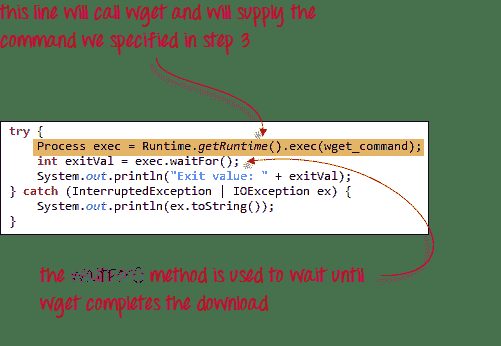 this line will call wget and will supply the
command we specified in step 3
try {
Process exec = Runtime.getRuntime().exec(wget_command);
int exitVal = exec.waitFor();
System.out.println("Exit value: " + exitVal);
} catch (InterruptedException | IOException ex) {
System.out.println(ex.toString());
}
the method is used to wait until
wget completes the download